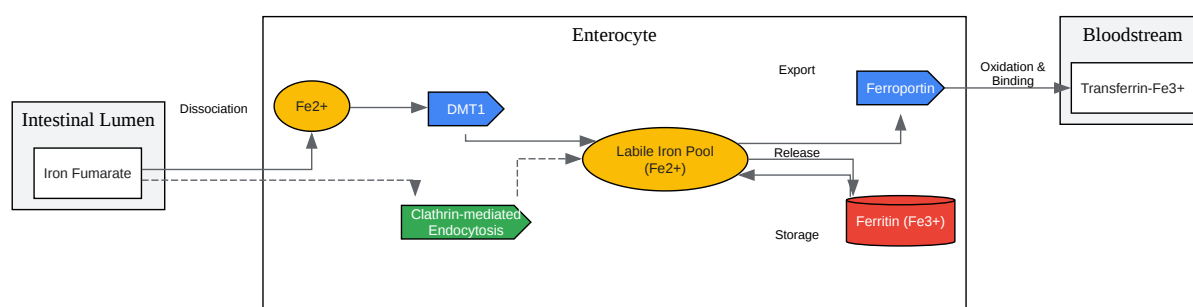 Intestinal Lumen
Iron Fumarate
Dissociation
Enterocyte
Fe2+
DMT1
Clathrin-mediated
Endocytosis
Labile Iron Pool
(Fe2+)
Export
Ferroportin
Release
Ferritin (Fe3+)
Storage
Oxidation &
Binding
Bloodstream
Transferrin-Fe3+